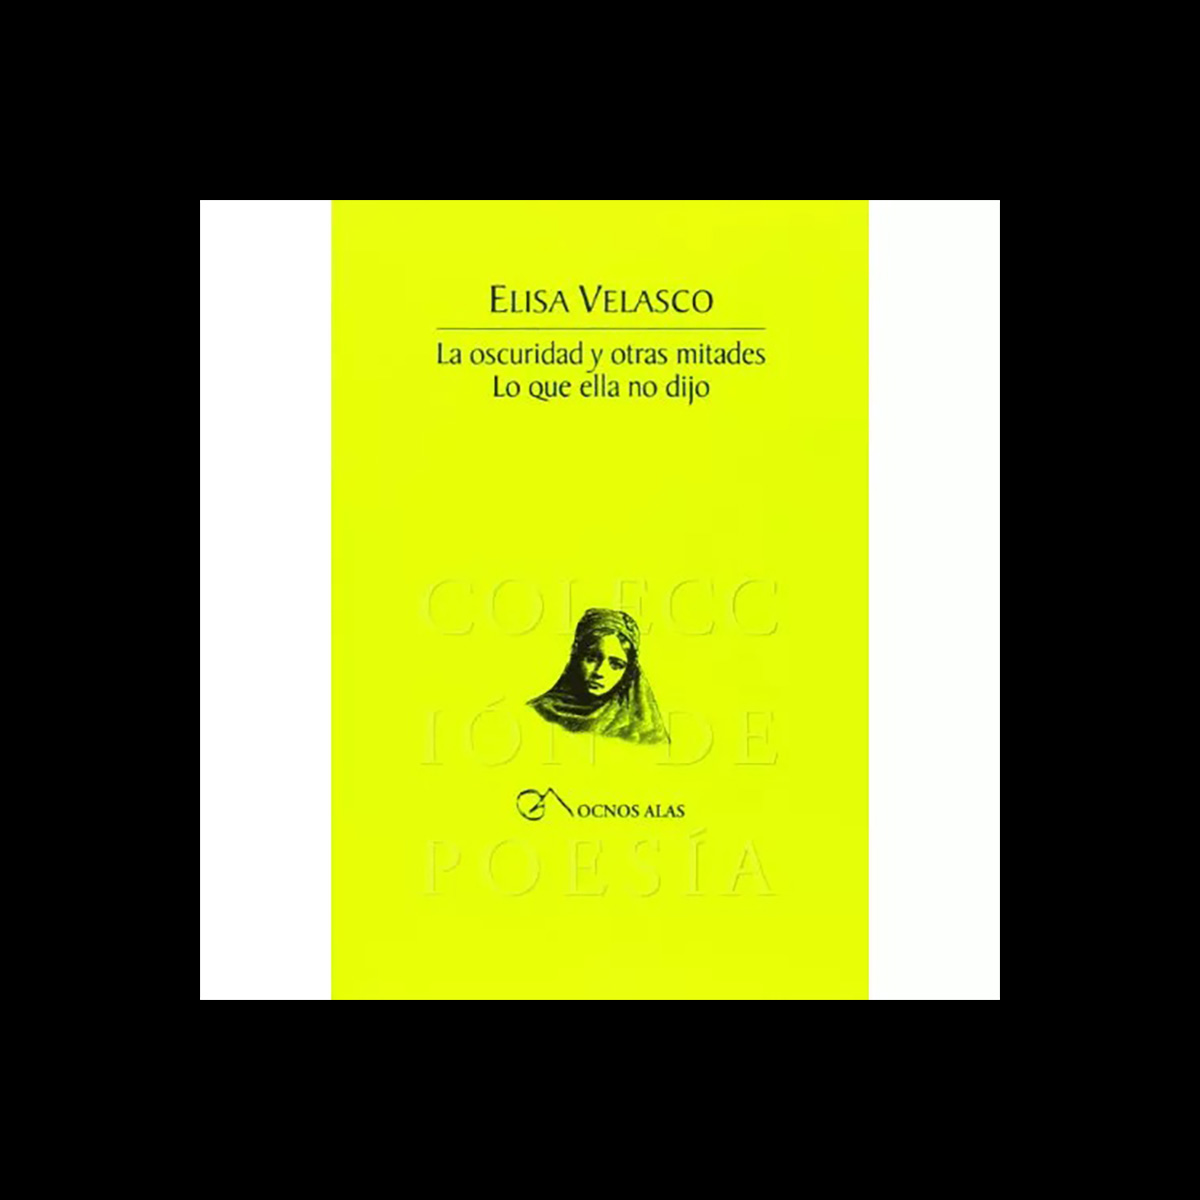 ELISA VELASCO
La oscuridad y otras mitades
Lo que ella no dijo
COLECC
IÓN DE
OCNOS ALAS
POESÍA